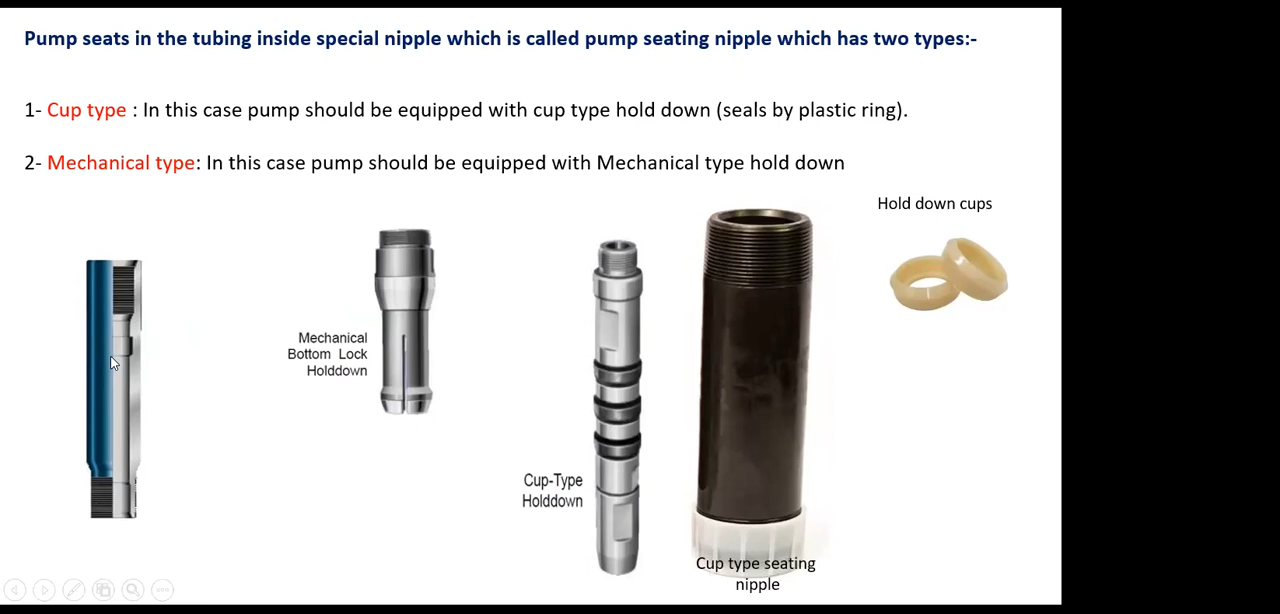 Pump seats in the tubing inside special nipple which is called pump seating nipple which has two types:-
1- Cup type : In this case pump should be equipped with cup type hold down (seals by plastic ring).
2- Mechanical type: In this case pump should be equipped with Mechanical type hold down
Hold down cups
Mechanical
Bottom Lock
Holddown
Cup-Type
Holddown
Cup type seating
nipple